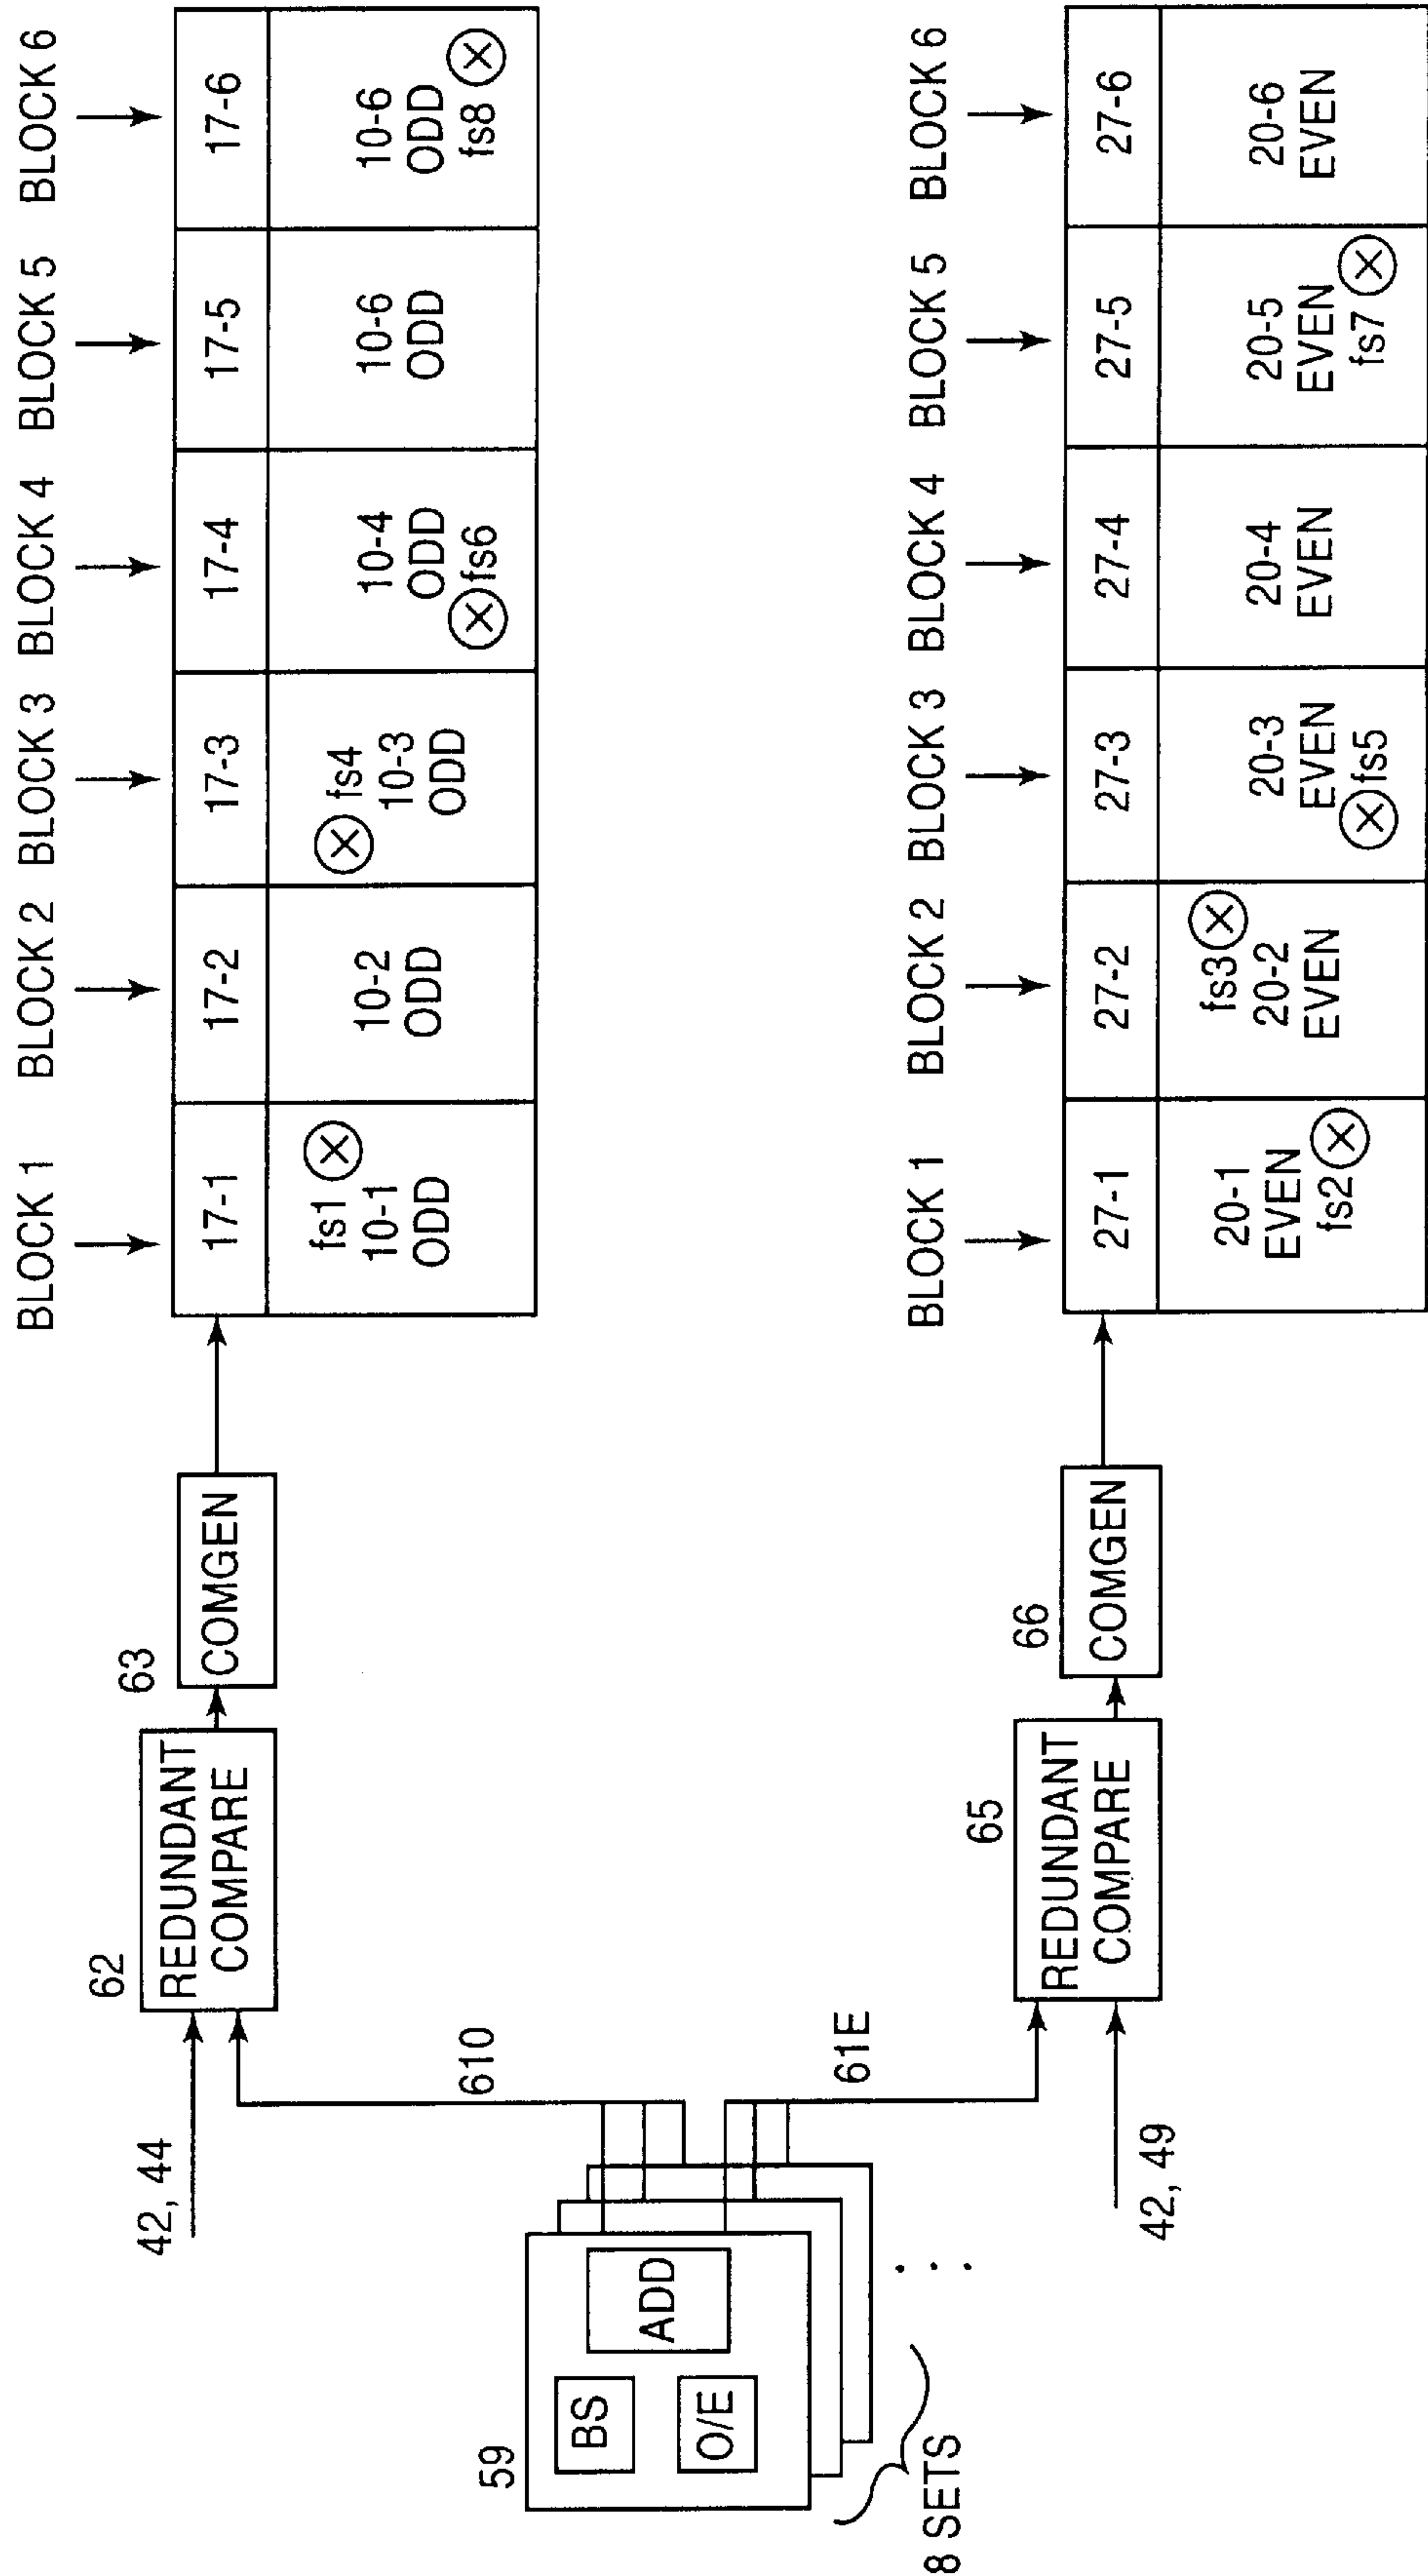 BLOCK 1 BLOCK 2 BLOCK 3 BLOCK 4 BLOCK 5 BLOCK 6
62
REDUNDANT
COMPARE
63
COMGEN
17-1 17-2 17-3 17-4 17-5 17-6
fs1
10-1
ODD
10-2
ODD
fs4
10-3
ODD
10-4
ODD
fs6
10-6
ODD
10-6
ODD
fs8
42, 44
610
59
BS
O/E
ADD
8 SETS
61E
42, 49
BLOCK 1 BLOCK 2 BLOCK 3 BLOCK 4 BLOCK 5 BLOCK 6
65
REDUNDANT
COMPARE
66
COMGEN
27-1 27-2 27-3 27-4 27-5 27-6
20-1
EVEN
fs2
fs3
20-2
EVEN
20-3
EVEN
fs5
20-4
EVEN
20-5
EVEN
fs7
20-6
EVEN